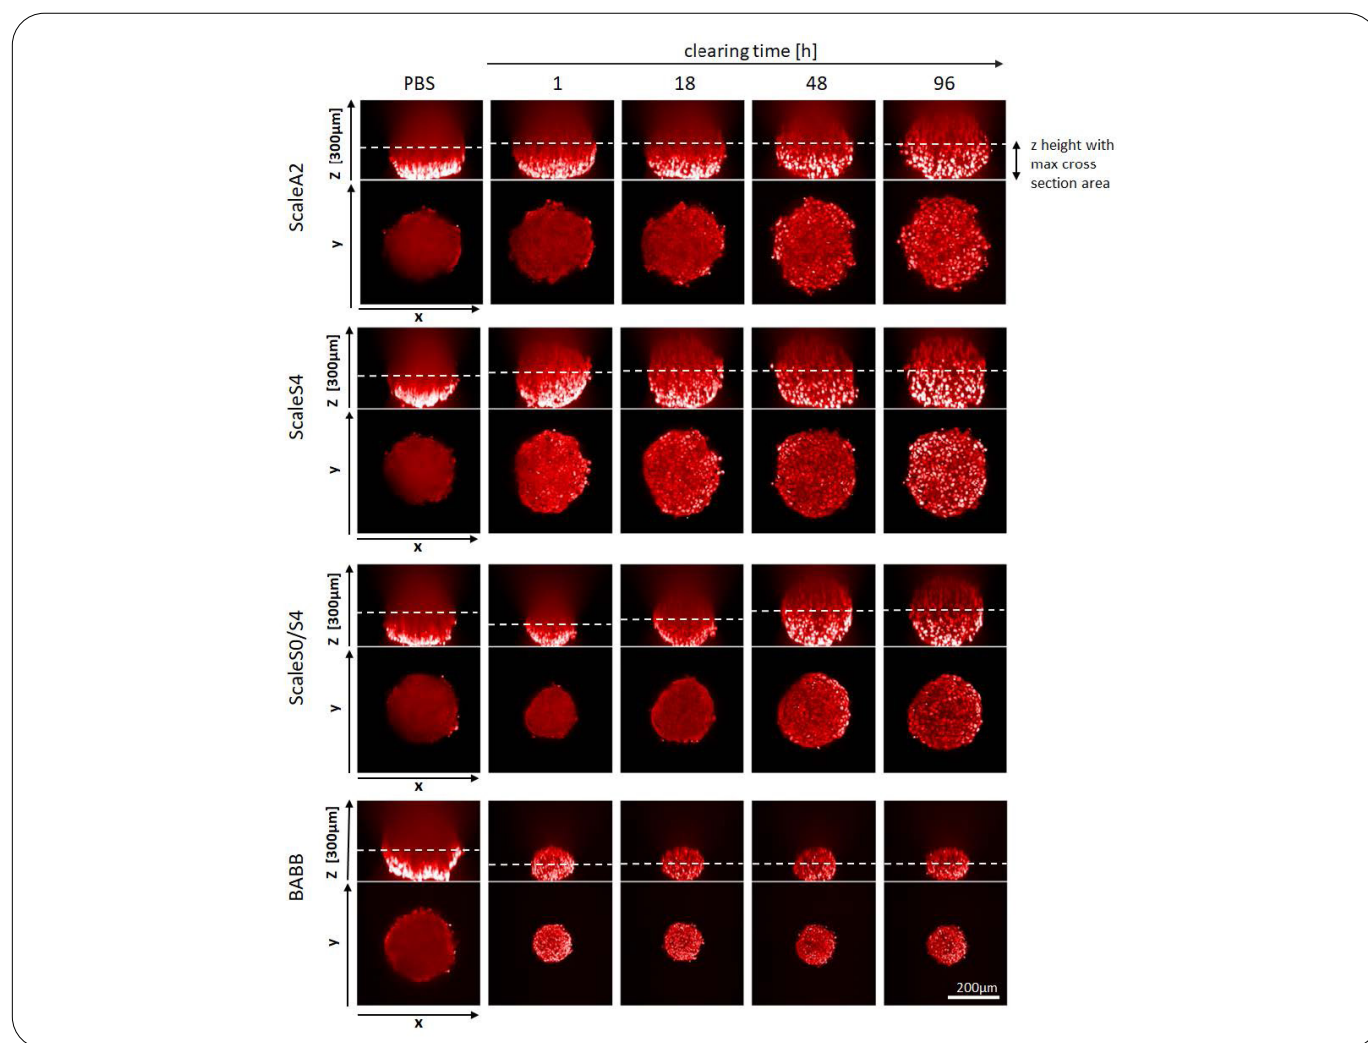 clearing time [h]
PBS 1 18 48 96
ScaleA2
Z [300µm]
y
x
z height with
max cross
section area
ScaleS4
Z [300µm]
y
x
ScaleS0/S4
Z [300µm]
y
x
BABB
Z [300µm]
y
x
200µm